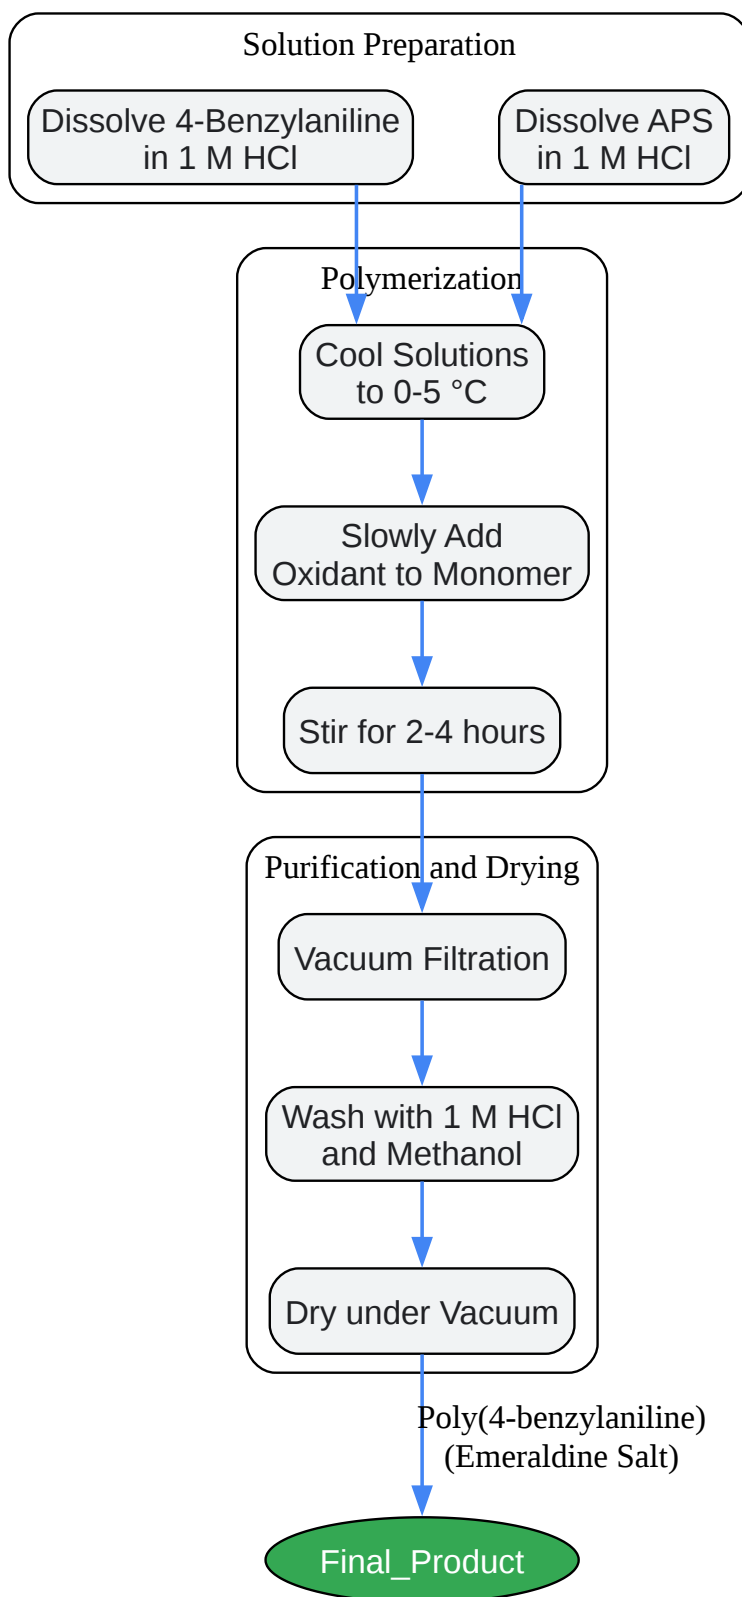 Solution Preparation
Dissolve 4-Benzylaniline
in 1 M HCl
Dissolve APS
in 1 M HCl
Polymerization
Cool Solutions
to 0-5 °C
Slowly Add
Oxidant to Monomer
Stir for 2-4 hours
Purification and Drying
Vacuum Filtration
Wash with 1 M HCl
and Methanol
Dry under Vacuum
Poly(4-benzylaniline)
(Emeraldine Salt)
Final_Product